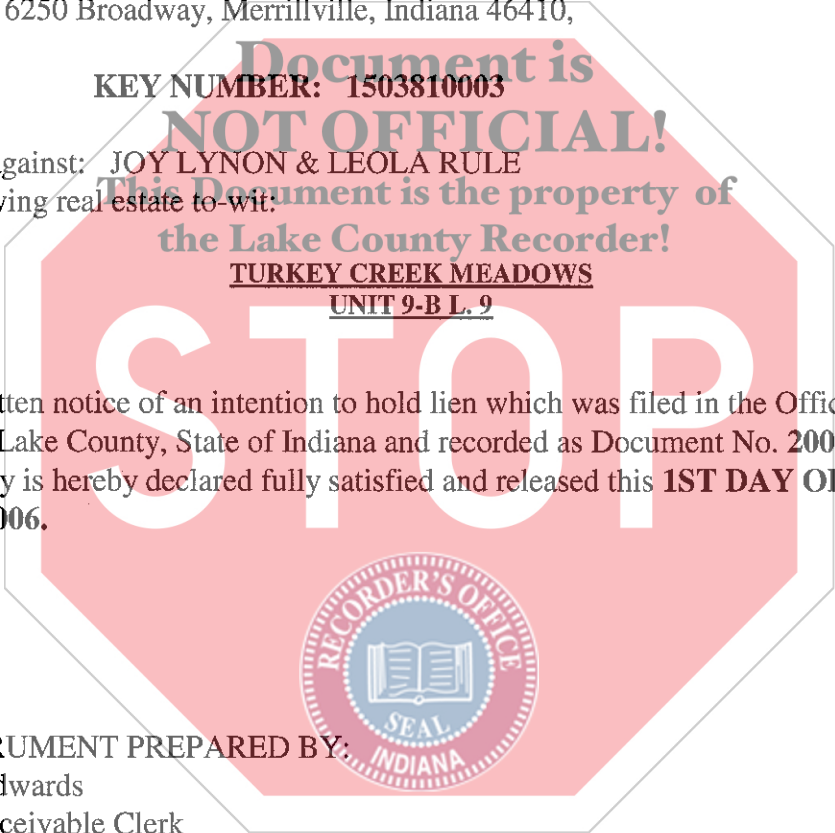 6250 Broadway, Merrillville, Indiana 46410,
Document is
KEY NUMBER: 1503810003
NOT OFFICIAL!
gainst: JOY LYNON & LEOLA RULE
This Document is the property of
ving real estate to-wit:
the Lake County Recorder!
TURKEY CREEK MEADOWS
UNIT 9-B L. 9
STOP
tten notice of an intention to hold lien which was filed in the Offic
Lake County, State of Indiana and recorded as Document No. 200
y is hereby declared fully satisfied and released this 1ST DAY OF
006.
RECORDER'S OFFICE
SEAL
INDIANA
RUMENT PREPARED BY:
dwards
ceivable Clerk